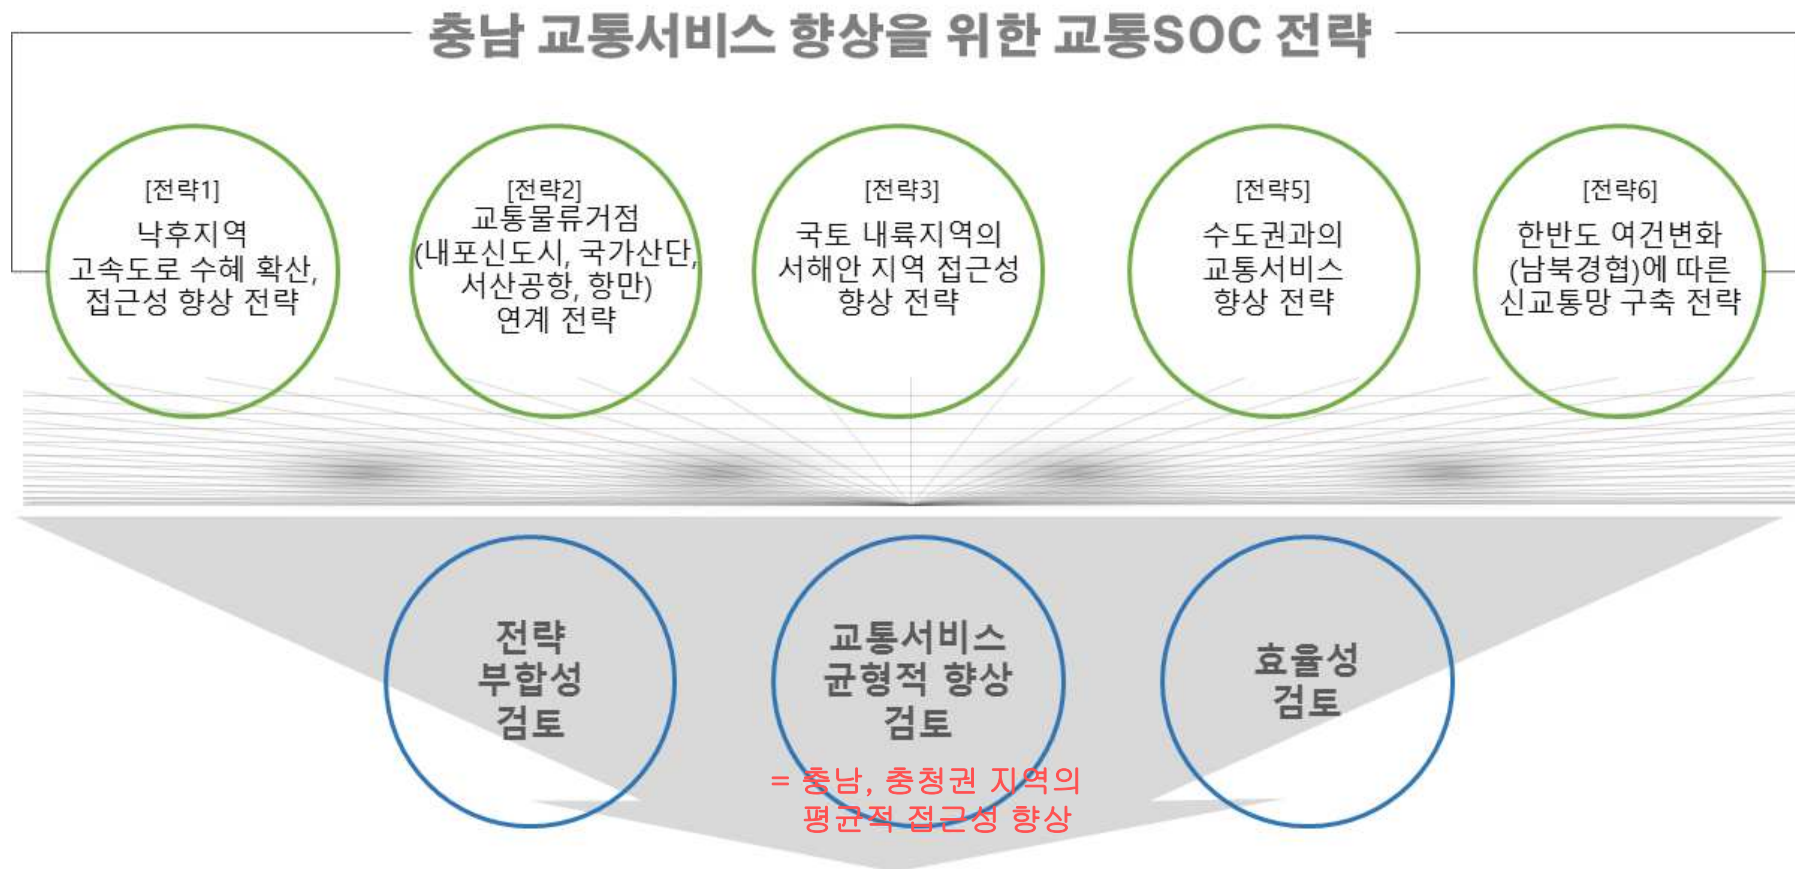 충남 교통서비스 향상을 위한 교통SOC 전략
[전략1]
낙후지역
고속도로 수혜 확산,
접근성 향상 전략
[전략2]
교통물류거점
(내포신도시, 국가산단,
서산공항, 항만)
연계 전략
[전략3]
국토 내륙지역의
서해안 지역 접근성
향상 전략
[전략5]
수도권과의
교통서비스
향상 전략
[전략6]
한반도 여건변화
(남북경협)에 따른
신교통망 구축 전략
전략
부합성
검토
교통서비스
균형적 향상
검토
= 충남, 충청권 지역의
평균적 접근성 향상
효율성
검토